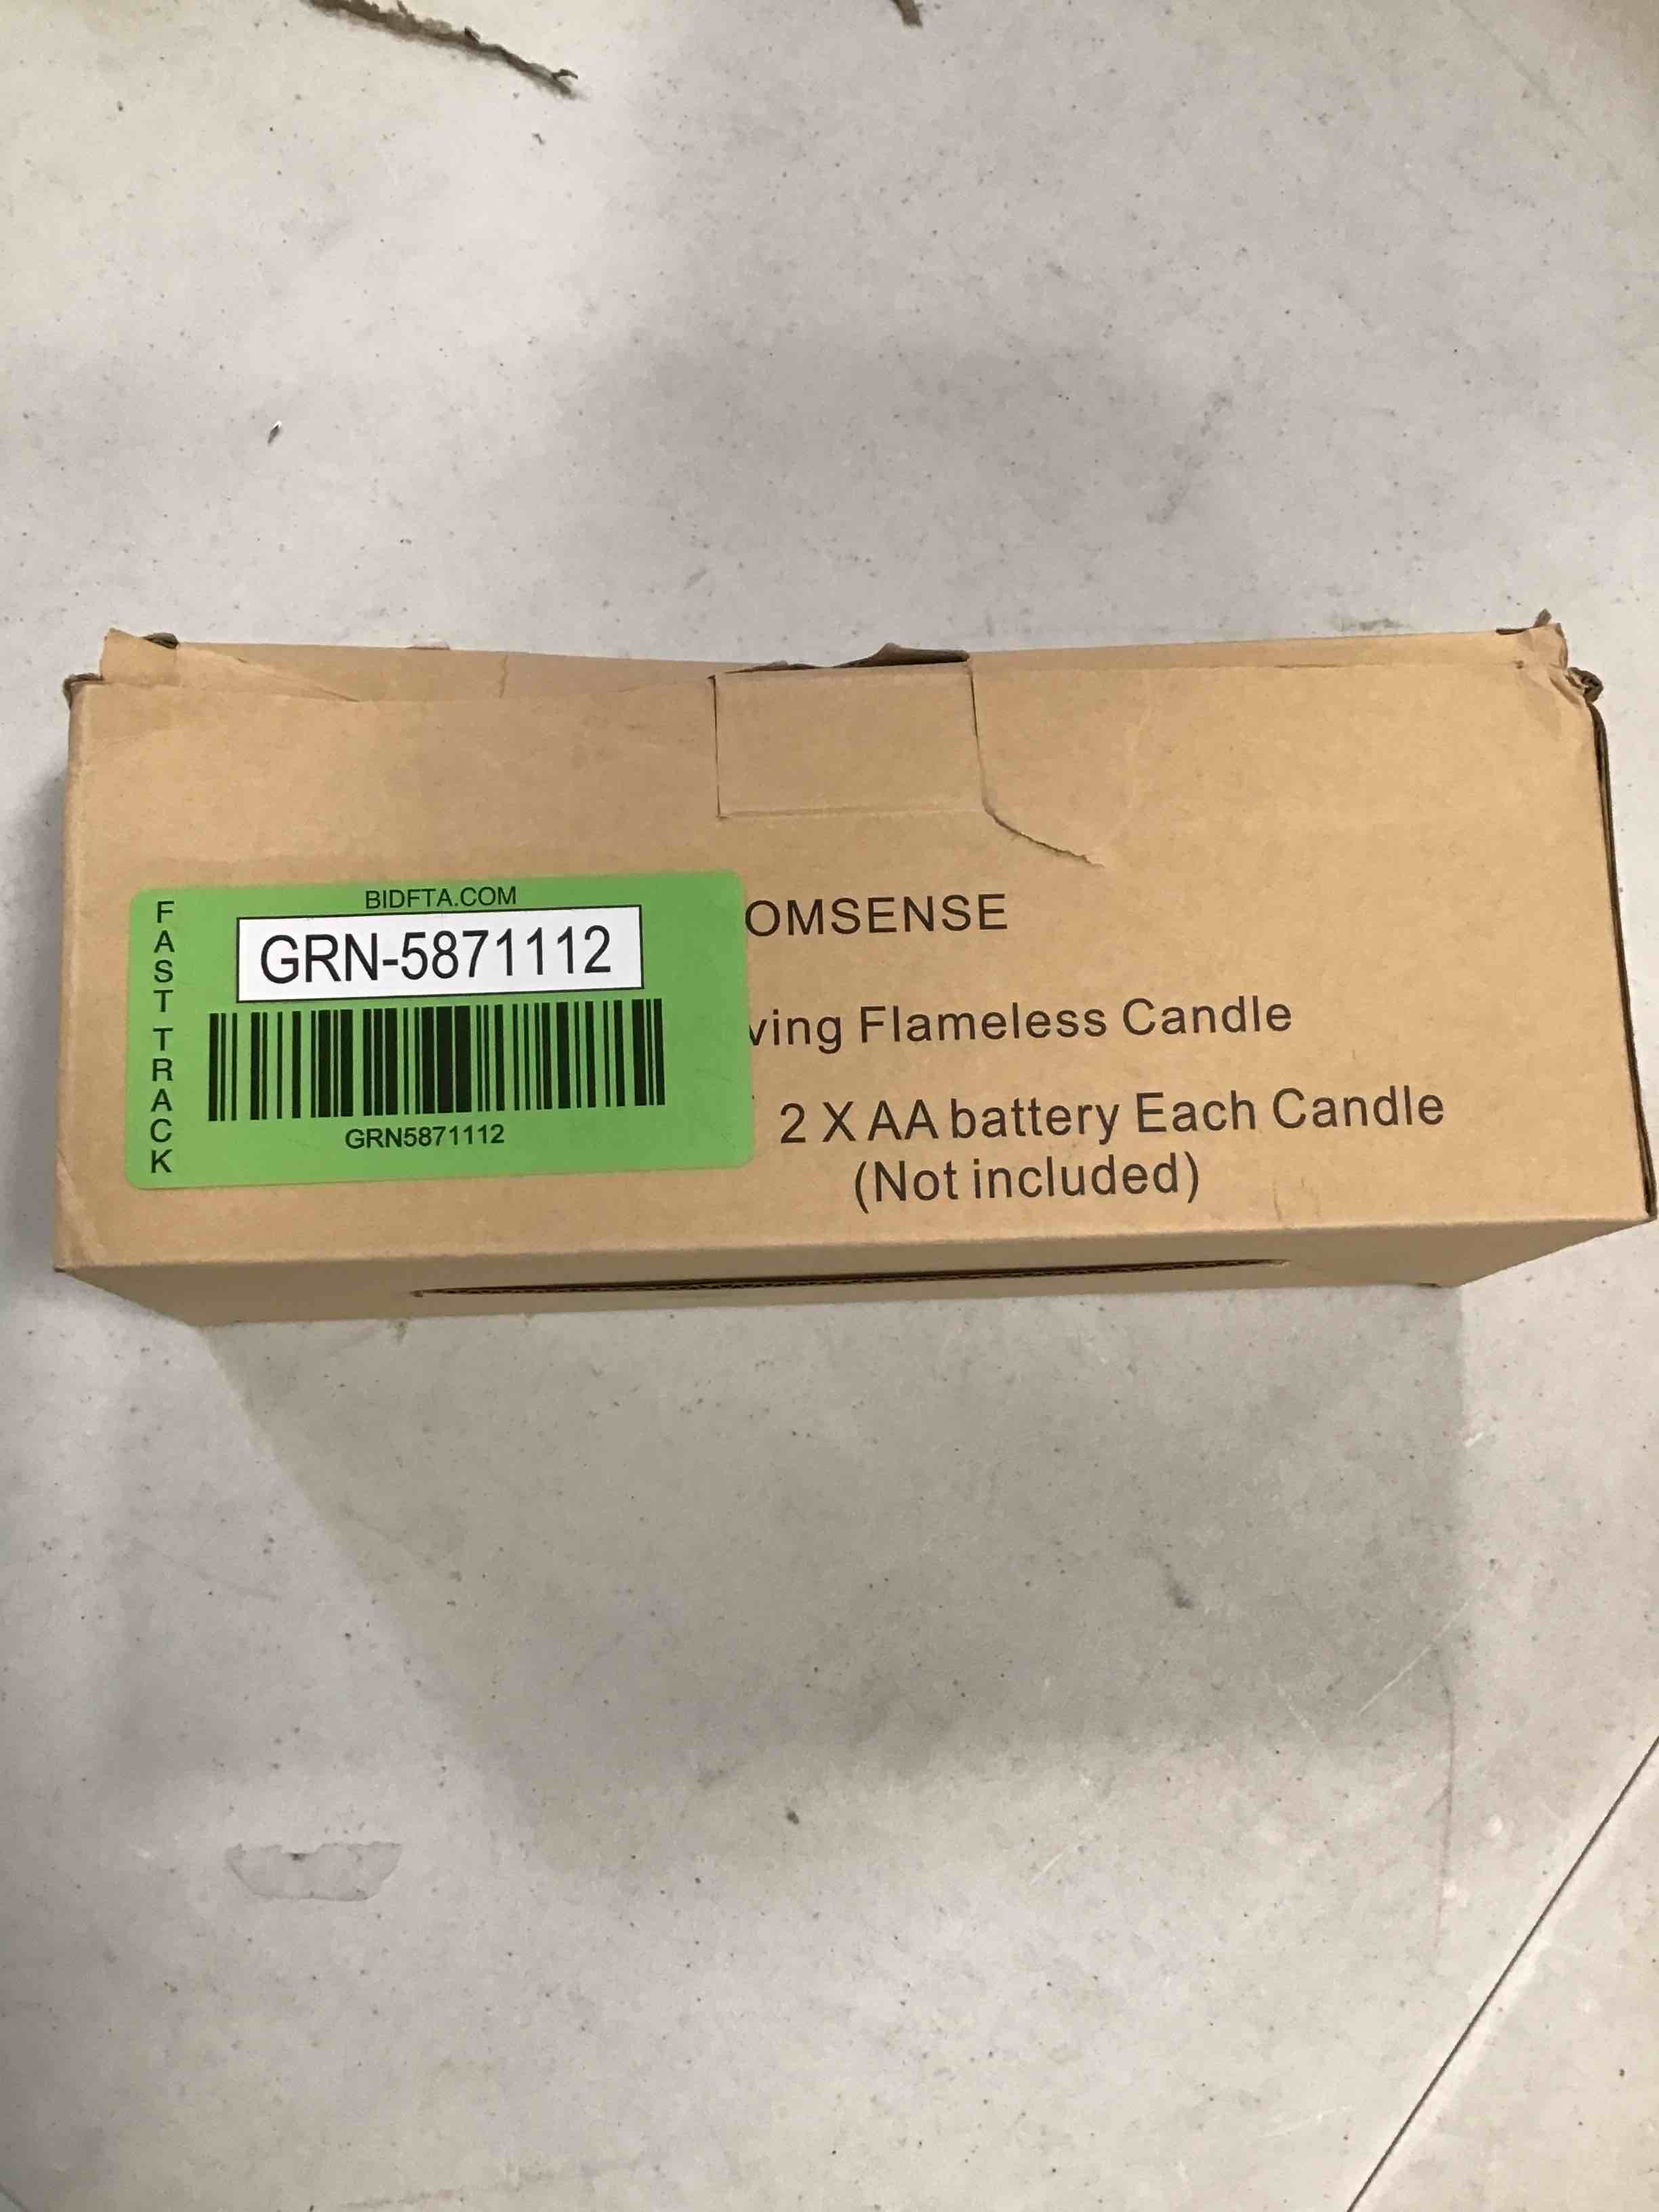 BIDFTA.COM
FAST TRACK
GRN-5871112
GRN5871112
OMSENSE
ving Flameless Candle
2 X AA battery Each Candle
(Not included)